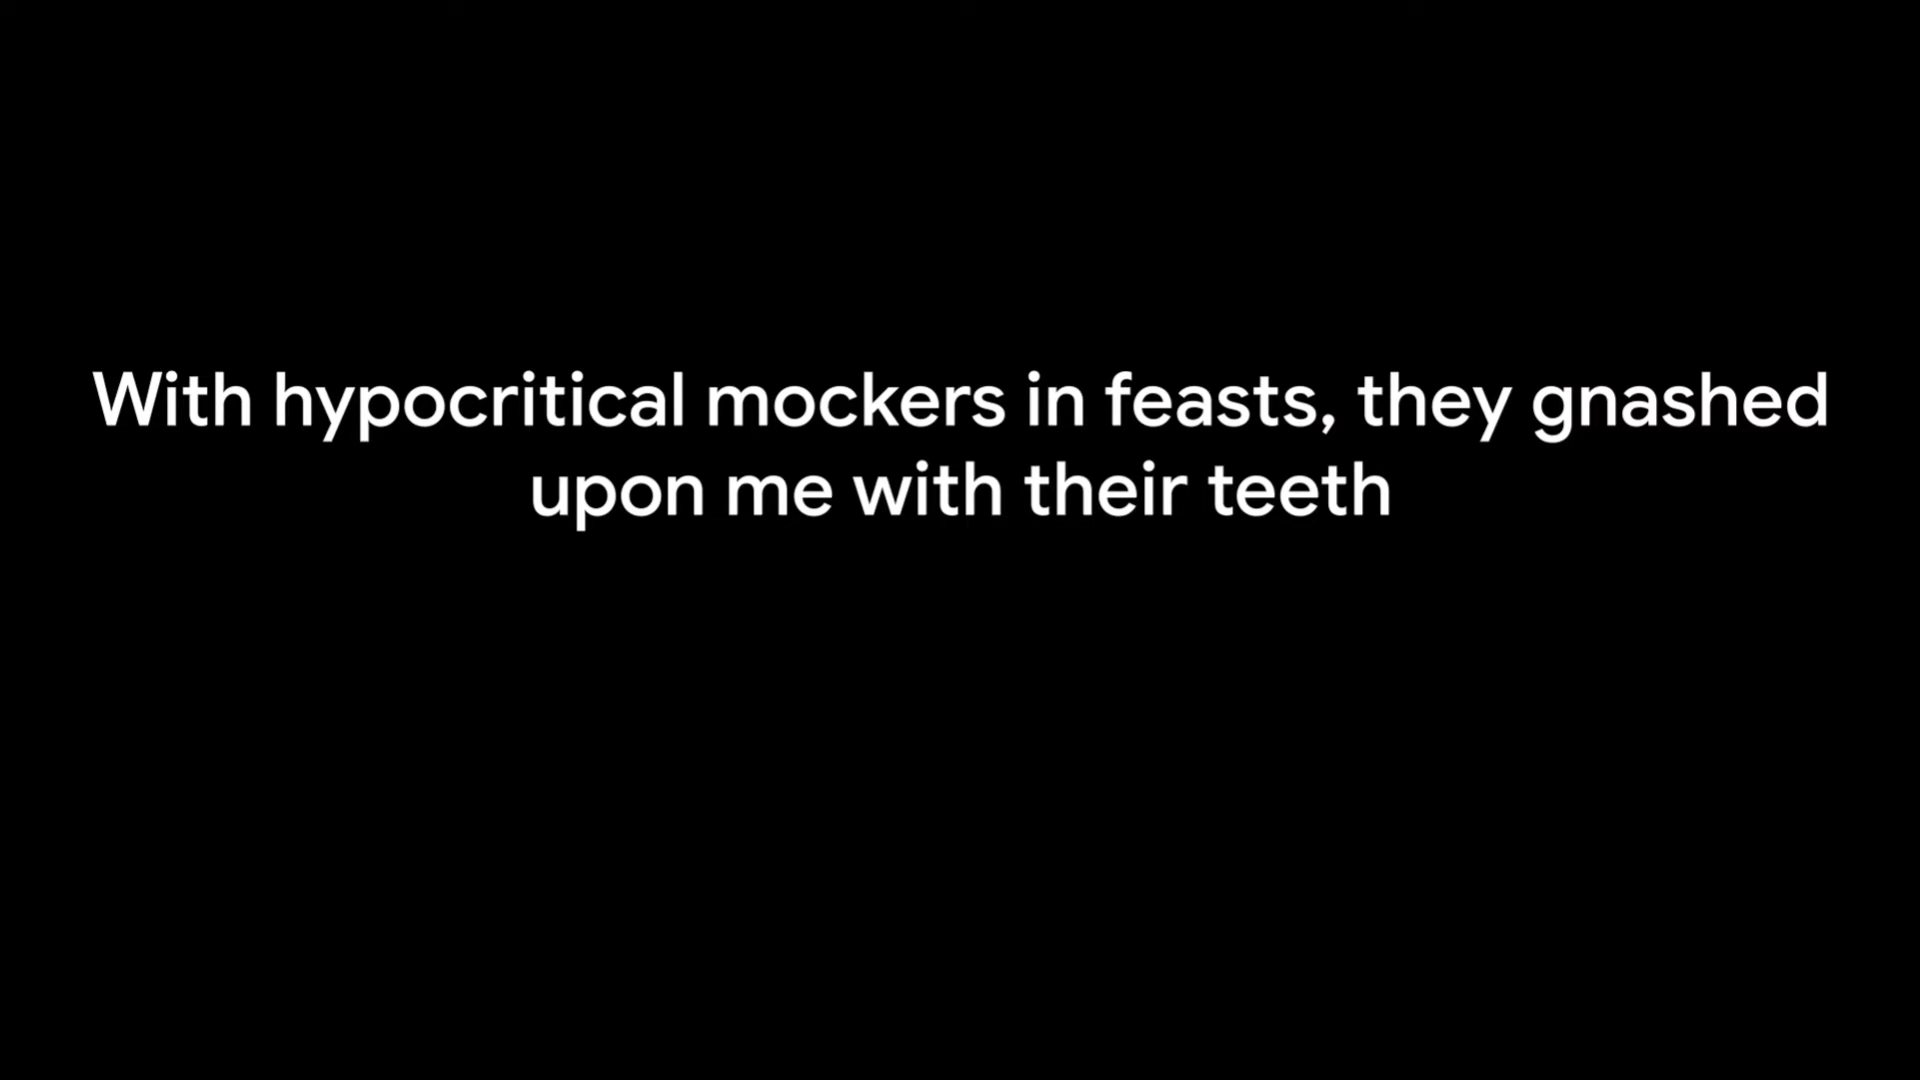 With hypocritical mockers in feasts, they gnashed
upon me with their teeth